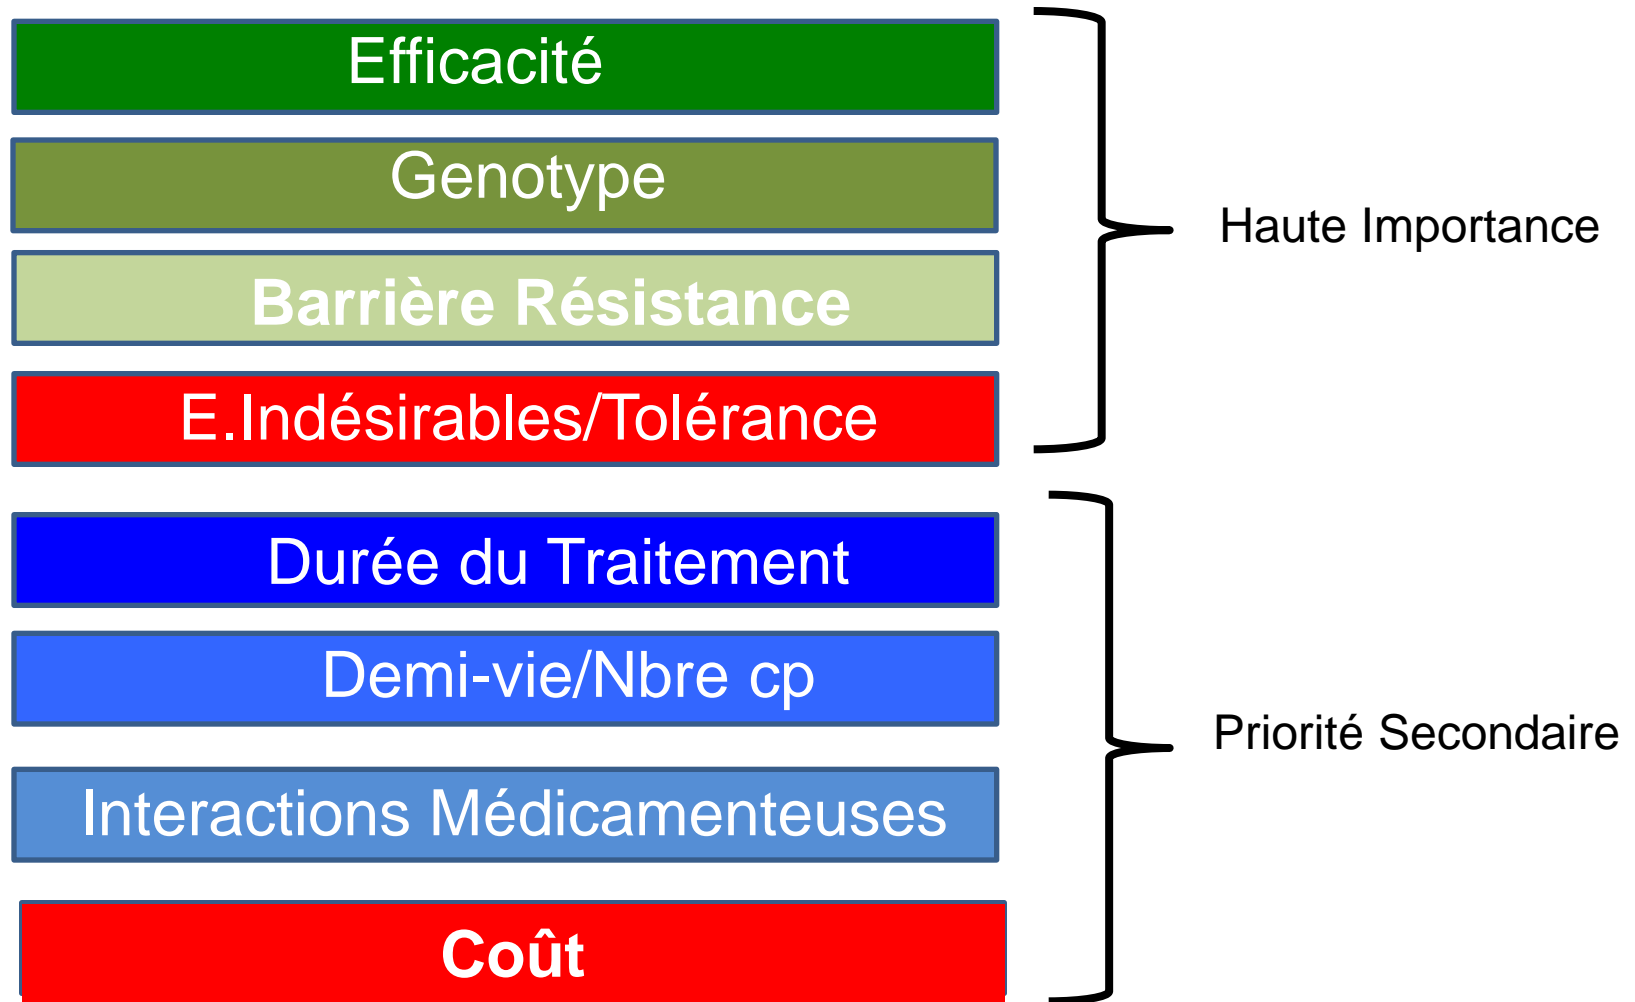 Efficacité
Genotype
Barrière Résistance
E.Indésirables/Tolérance
Haute Importance
Durée du Traitement
Demi-vie/Nbre cp
Interactions Médicamenteuses
Coût
Priorité Secondaire